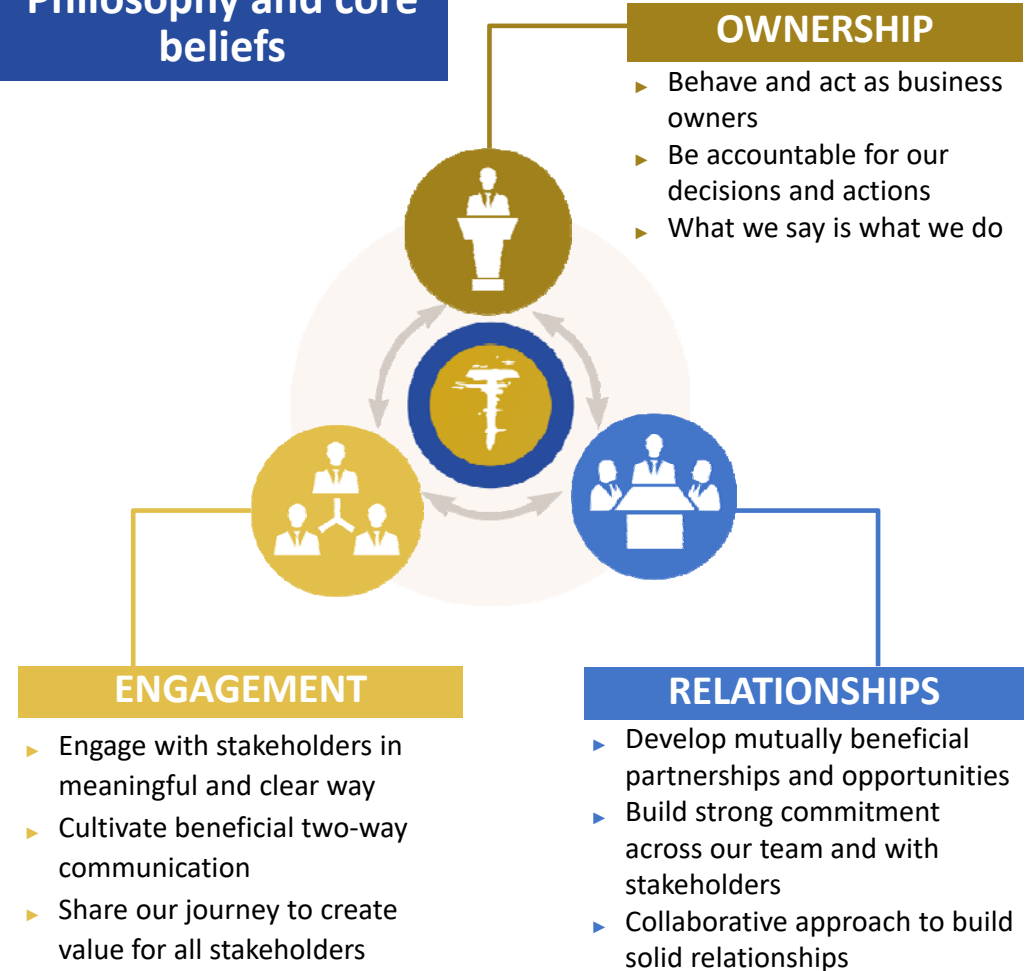 Philosophy and core
beliefs
OWNERSHIP
► Behave and act as business
owners
► Be accountable for our
decisions and actions
► What we say is what we do
ENGAGEMENT
► Engage with stakeholders in
meaningful and clear way
► Cultivate beneficial two-way
communication
► Share our journey to create
value for all stakeholders
RELATIONSHIPS
► Develop mutually beneficial
partnerships and opportunities
► Build strong commitment
across our team and with
stakeholders
► Collaborative approach to build
solid relationships